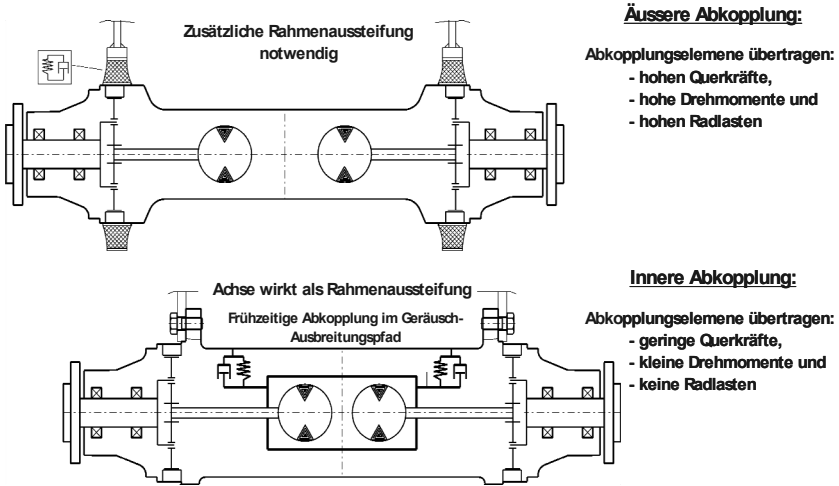 Zusätzliche Rahmenaussteifung
notwendig
Äussere Abkopplung:
Abkopplungselemene übertragen:
- hohen Querkräfte,
- hohe Drehmomente und
- hohen Radlasten
Achse wirkt als Rahmenaussteifung
Frühzeitige Abkopplung im Geräusch-
Ausbreitungspfad
Innere Abkopplung:
Abkopplungselemene übertragen:
- geringe Querkräfte,
- kleine Drehmomente und
- keine Radlasten